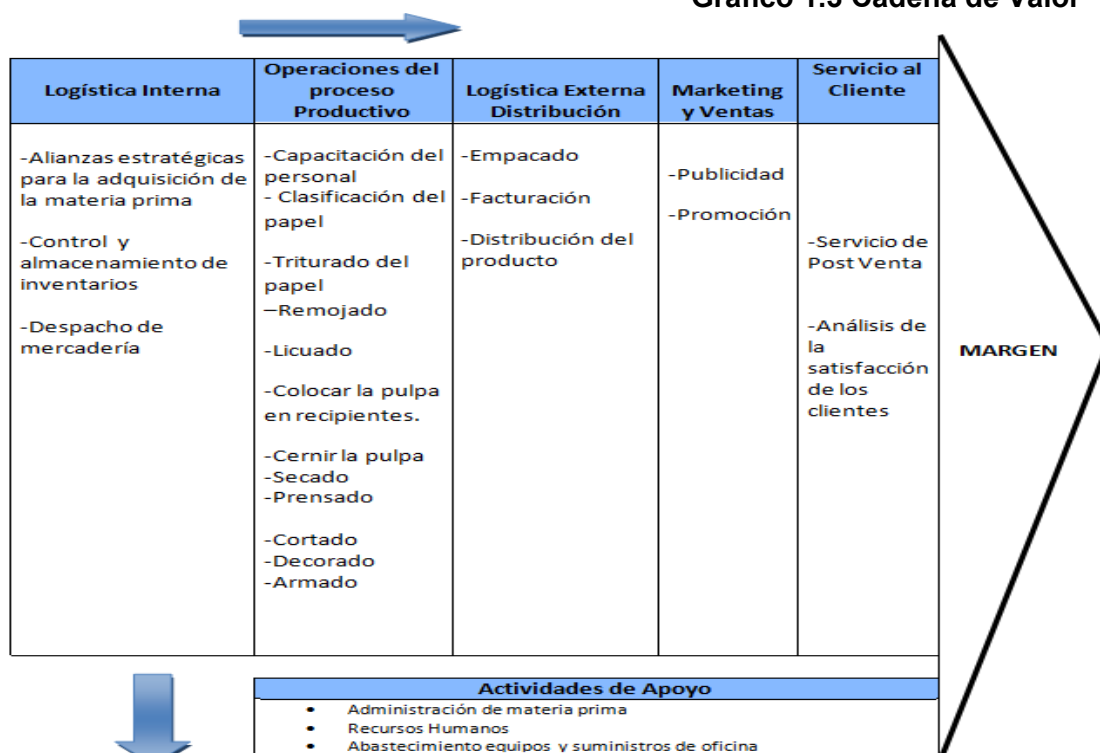 Gráfico 1.3 Cadena de Valor
Logística Interna
Operaciones del
proceso
Productivo
Logística Externa
Distribución
Marketing
y Ventas
Servicio al
Cliente
-Alianzas estratégicas
para la adquisición de
la materia prima
-Control y
almacenamiento de
inventarios
-Despacho de
mercadería
-Capacitación del
personal
- Clasificación del
papel
-Triturado del
papel
–Remojado
-Licuado
-Colocar la pulpa
en recipientes.
-Cernir la pulpa
-Secado
-Prensado
-Cortado
-Decorado
-Armado
-Empacado
-Facturación
-Distribución del
producto
-Publicidad
-Promoción
-Servicio de
Post Venta
-Análisis de
la
satisfacción
de los
clientes
MARGEN
Actividades de Apoyo
• Administración de materia prima
• Recursos Humanos
• Abastecimiento equipos y suministros de oficina